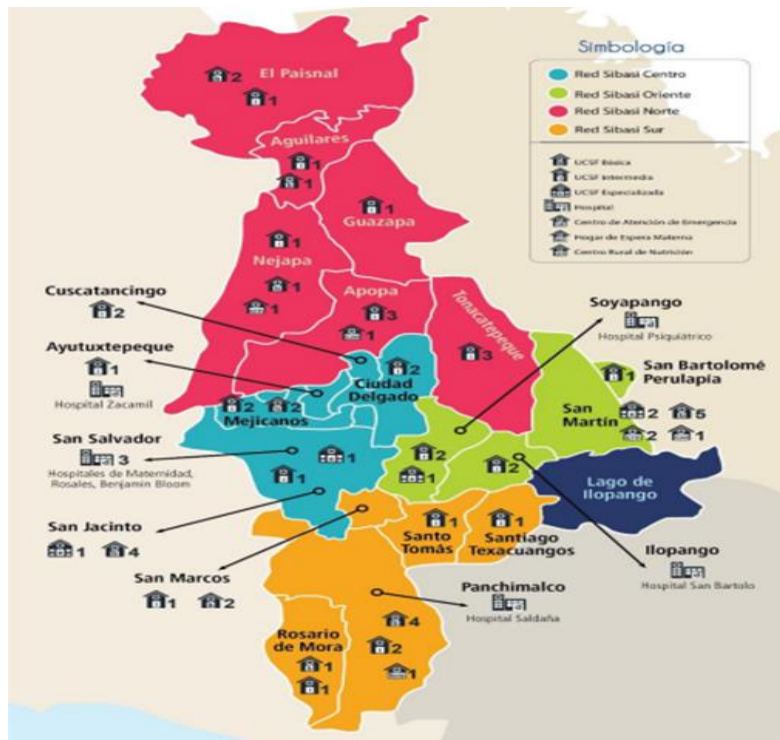 Simbología
Red Sibasi Centro
Red Sibasi Oriente
Red Sibasi Norte
Red Sibasi Sur
UCSF Básica
UCSF Intermedia
UCSF Especializada
Hospital
Centro de Atención de Emergencia
Hogar de Espera Materna
Centro Rural de Nutrición
El Paisnal
2
1
Aguilares
1
1
Guazapa
1
Nejapa
1
1
1
Apopa
3
1
Tonacatepeque
3
Cuscatancingo
2
Ayutuxtepeque
1
Hospital Zacamil
Ciudad
Delgado
2
Mejicanos
2
2
San Salvador
3
Hospitales de Maternidad,
Rosales, Benjamin Bloom
1
1
San Jacinto
1 4
San Marcos
1 2
Soyapango
Hospital Psiquiátrico
2
1
2
San Bartolomé
Perulapía
1
San
Martín
2 5
2 1
Lago de
Ilopango
Ilopango
Hospital San Bartolo
Santo
Tomás
1
Santiago
Texacuangos
1
Panchimalco
Hospital Saldaña
4
2
1
Rosario
de Mora
1
1